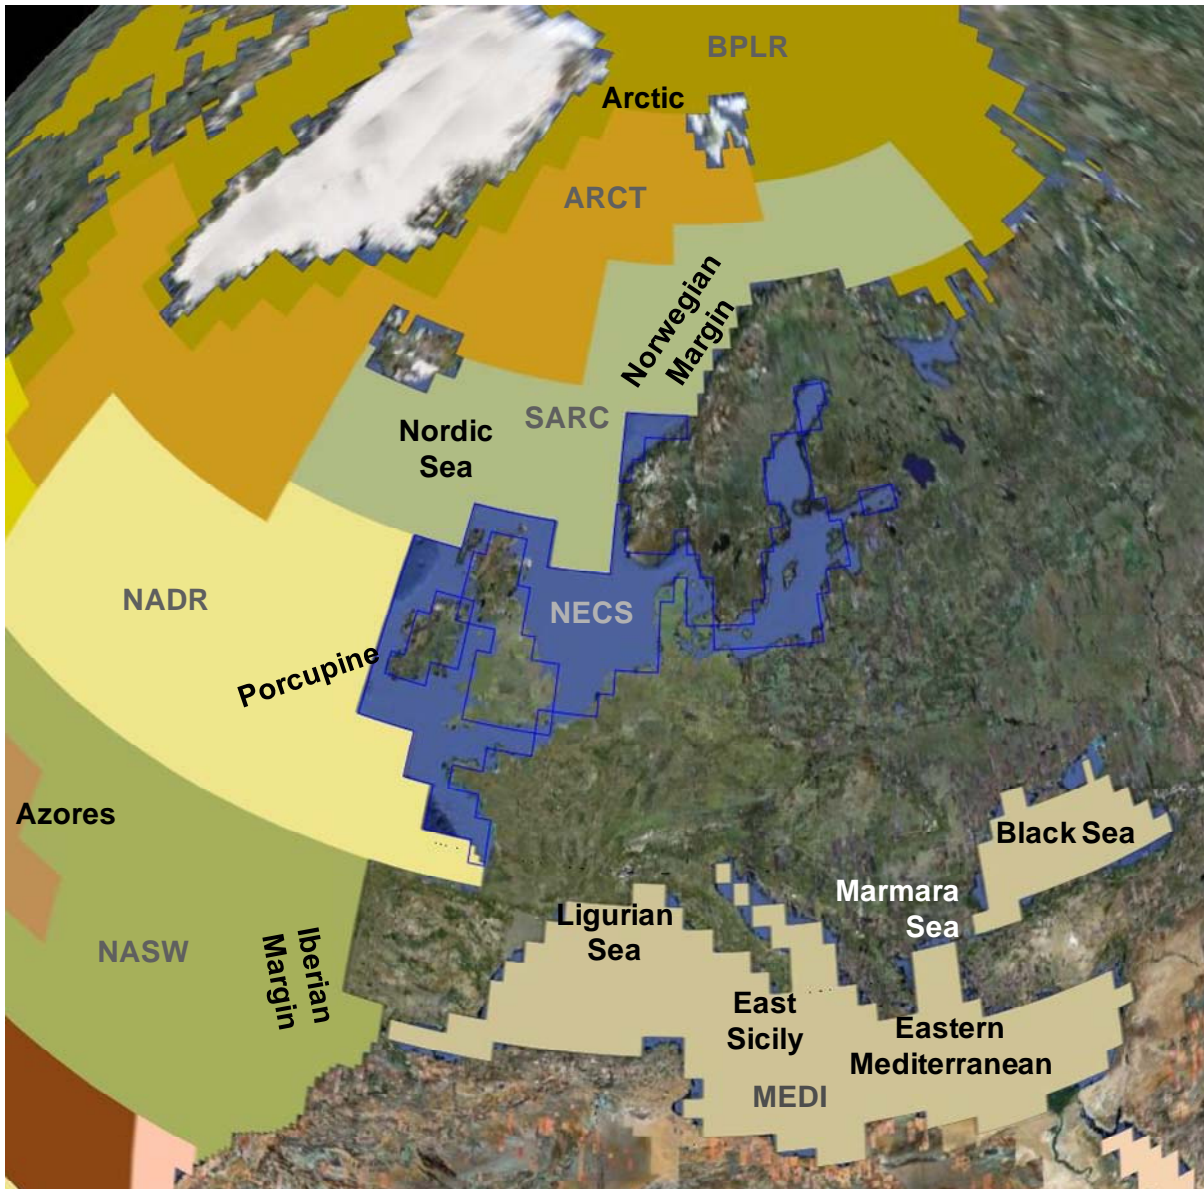 BPLR
Arctic
ARCT
Norwegian
Margin
SARC
Nordic
Sea
NADR
NECS
Porcupine
Azores
Black Sea
Marmara
Sea
Ligurian
Sea
NASW
Iberian
Margin
East
Sicily
Eastern
Mediterranean
MEDI